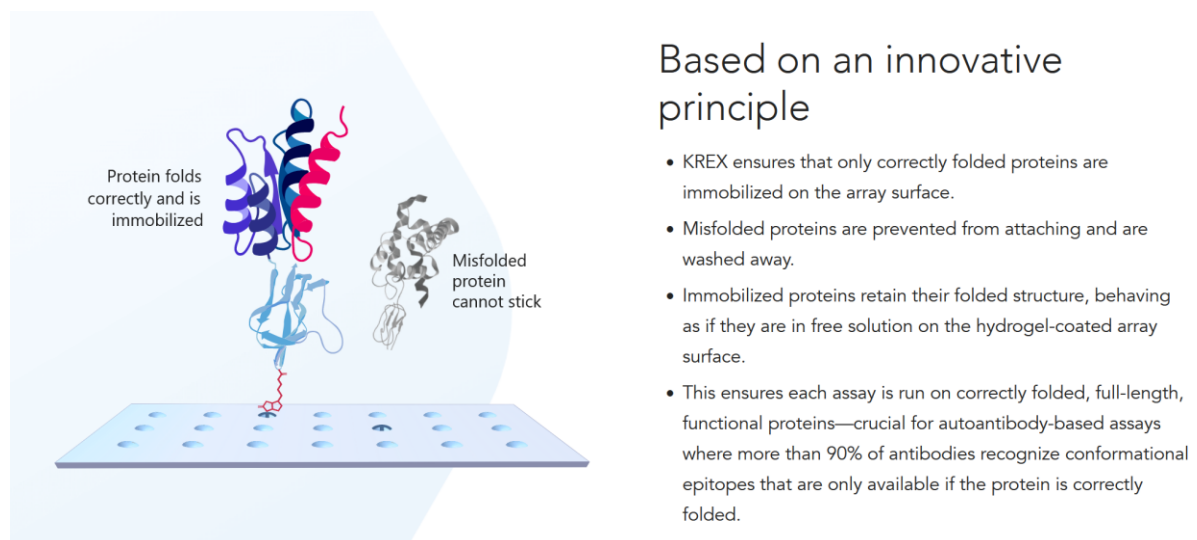 Protein folds
correctly and is
immobilized
Misfolded
protein
cannot stick
Based on an innovative
principle
• KREX ensures that only correctly folded proteins are
immobilized on the array surface.
• Misfolded proteins are prevented from attaching and are
washed away.
• Immobilized proteins retain their folded structure, behaving
as if they are in free solution on the hydrogel-coated array
surface.
• This ensures each assay is run on correctly folded, full-length,
functional proteins—crucial for autoantibody-based assays
where more than 90% of antibodies recognize conformational
epitopes that are only available if the protein is correctly
folded.